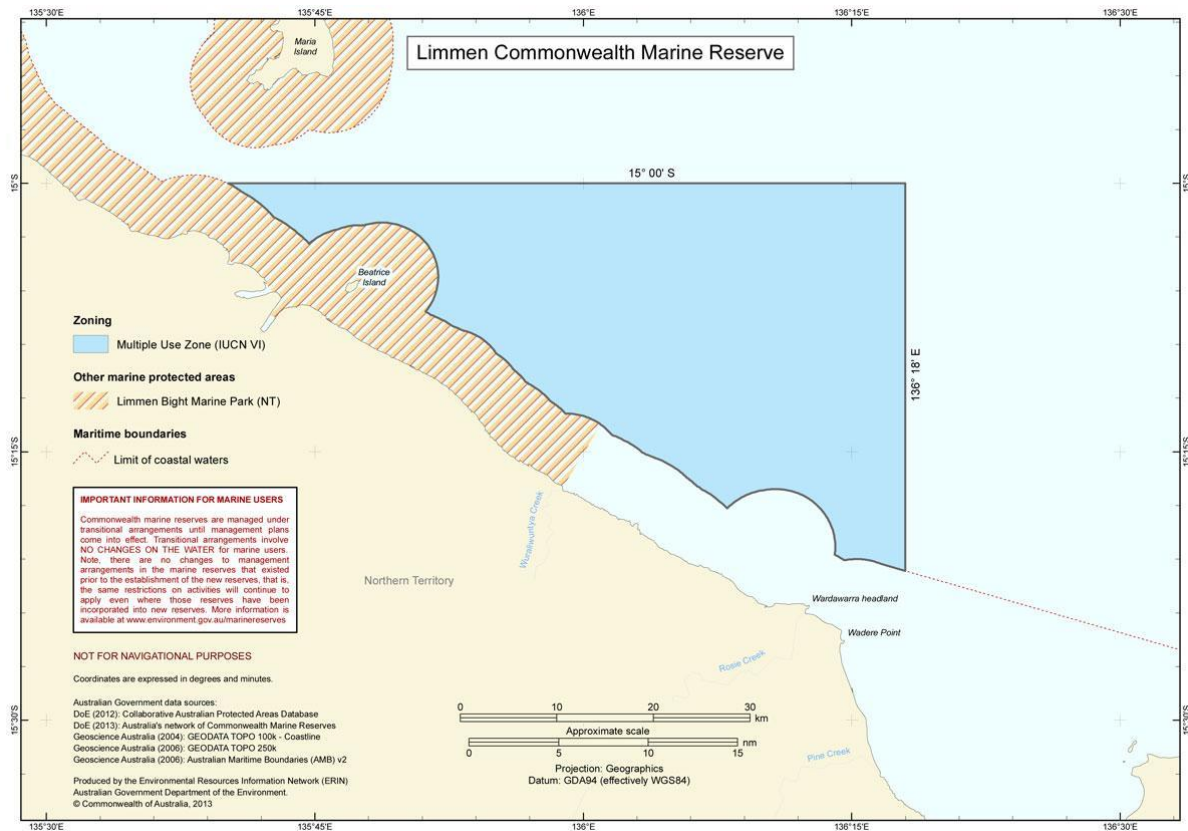 135°30'E 135°45'E 136°E 136°15'E 136°30'E
Maria
Island
Limmen Commonwealth Marine Reserve
15°S
15° 00' S
15°S
Beatrice
Island
Zoning
Multiple Use Zone (IUCN VI)
136° 18' E
Other marine protected areas
Limmen Bight Marine Park (NT)
Maritime boundaries
Limit of coastal waters
15°15'S
15°15'S
IMPORTANT INFORMATION FOR MARINE USERS
Commonwealth marine reserves are managed under
transitional arrangements until management plans
come into effect. Transitional arrangements involve
NO CHANGES ON THE WATER for marine users.
Note, there are no changes to management
arrangements in the marine reserves that existed
prior to the establishment of the new reserves, that is,
the same restrictions on activities will continue to
apply even where those reserves have been
incorporated into new reserves. More information is
available at www.environment.gov.au/marinereserves
Wuraliwuntya Creek
Northern Territory
Wardawarra headland
Wadere Point
Rosie Creek
Pine Creek
NOT FOR NAVIGATIONAL PURPOSES
Coordinates are expressed in degrees and minutes.
Australian Government data sources:
DoE (2012): Collaborative Australian Protected Areas Database
DoE (2013): Australia's network of Commonwealth Marine Reserves
Geoscience Australia (2004): GEODATA TOPO 100k - Coastline
Geoscience Australia (2006): GEODATA TOPO 250k
Geoscience Australia (2006): Australian Maritime Boundaries (AMB) v2
Produced by the Environmental Resources Information Network (ERIN)
Australian Government Department of the Environment.
© Commonwealth of Australia, 2013
0 10 20 30
km
Approximate scale
nm
0 5 10 15
Projection: Geographics
Datum: GDA94 (effectively WGS84)
15°30'S
15°30'S
135°30'E 135°45'E 136°E 136°15'E 136°30'E